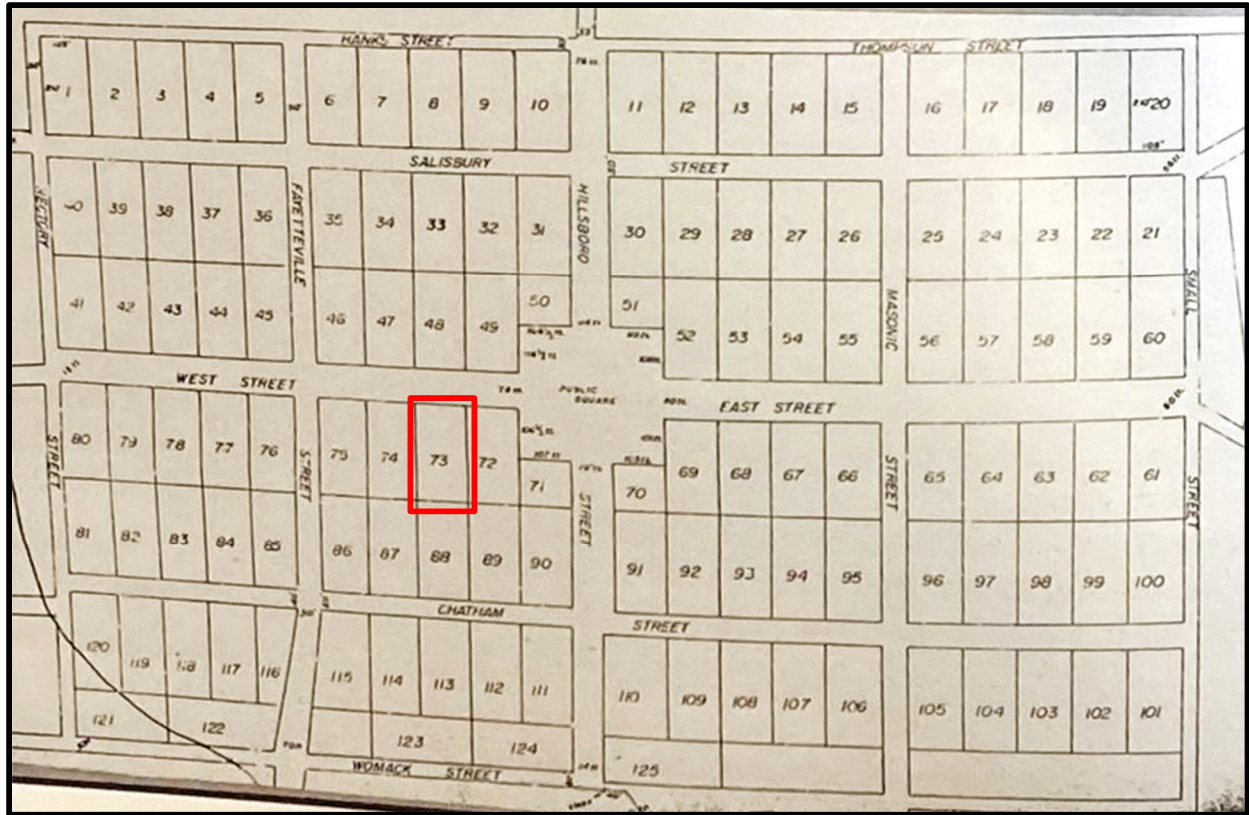 HANKS STREET
THOMPSON STREET
1 2 3 4 5 6 7 8 9 10 11 12 13 14 15 16 17 18 19 20
SALISBURY STREET
40 39 38 37 36 35 34 33 32 31 30 29 28 27 26 25 24 23 22 21
RECTORY
FAYETTEVILLE
HILLSBORO
MASONIC
SMALL
41 42 43 44 45 46 47 48 49 50 51 52 53 54 55 56 57 58 59 60
WEST STREET
PUBLIC
SQUARE
EAST STREET
80 79 78 77 76 75 74 73 72 71 70 69 68 67 66 65 64 63 62 61
STREET
STREET
STREET
STREET
STREET
81 82 83 84 85 86 87 88 89 90 91 92 93 94 95 96 97 98 99 100
CHATHAM STREET
120 119 118 117 116 115 114 113 112 111 110 109 108 107 106 105 104 103 102 101
121 122 123 124 125
WOMACK STREET